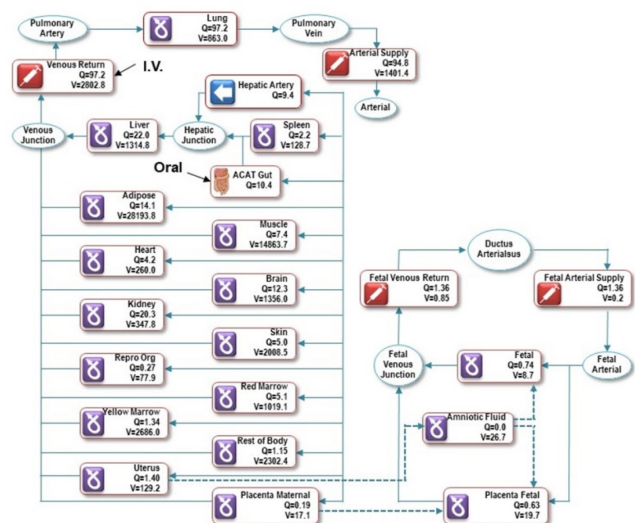 Pulmonary
Artery
Lung
Q=97.2
V=863.0
Pulmonary
Vein
Venous Return
Q=97.2
V=2802.8
I.V.
Arterial Supply
Q=94.8
V=1401.4
Arterial
Hepatic Artery
Q=9.4
Venous
Junction
Liver
Q=22.0
V=1314.8
Hepatic
Junction
Spleen
Q=2.2
V=128.7
Oral
ACAT Gut
Q=10.4
Adipose
Q=14.1
V=28193.8
Muscle
Q=7.4
V=14863.7
Heart
Q=4.2
V=260.0
Brain
Q=12.3
V=1356.0
Kidney
Q=20.3
V=347.8
Skin
Q=5.0
V=2008.5
Repro Org
Q=0.27
V=77.9
Red Marrow
Q=5.1
V=1019.1
Yellow Marrow
Q=1.34
V=2686.0
Rest of Body
Q=1.15
V=2302.4
Uterus
Q=1.40
V=129.2
Placenta Maternal
Q=0.19
V=17.1
Ductus
Arterialsus
Fetal Venous Return
Q=1.36
V=0.85
Fetal Arterial Supply
Q=1.36
V=0.2
Fetal
Venous
Junction
Fetal
Q=0.74
V=8.7
Fetal
Arterial
Amniotic Fluid
Q=0.0
V=26.7
Placenta Fetal
Q=0.63
V=19.7